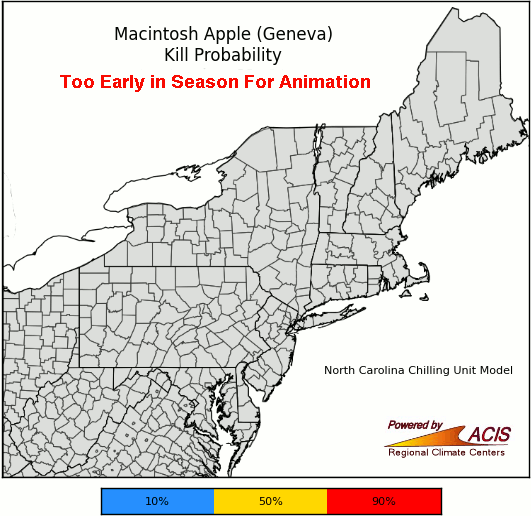 Macintosh Apple (Geneva)
Kill Probability
Too Early in Season For Animation
North Carolina Chilling Unit Model
Powered by
ACIS
Regional Climate Centers
10%
50%
90%